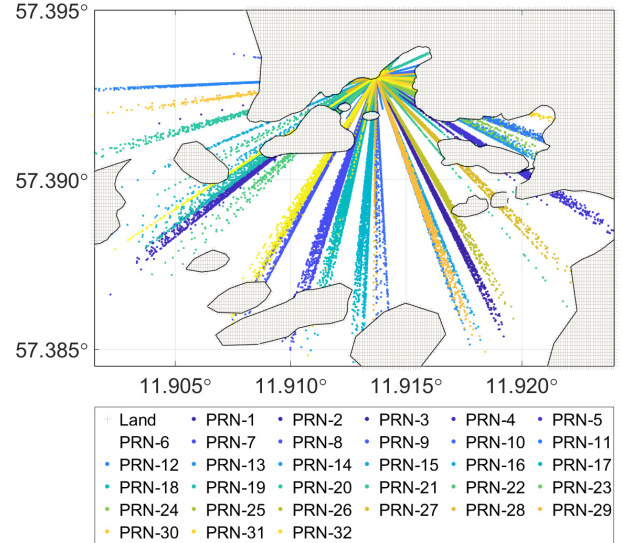 57.395°
57.390°
57.385°
11.905° 11.910° 11.915° 11.920°
Land PRN-1 PRN-2 PRN-3 PRN-4 PRN-5
PRN-6 PRN-7 PRN-8 PRN-9 PRN-10 PRN-11
PRN-12 PRN-13 PRN-14 PRN-15 PRN-16 PRN-17
PRN-18 PRN-19 PRN-20 PRN-21 PRN-22 PRN-23
PRN-24 PRN-25 PRN-26 PRN-27 PRN-28 PRN-29
PRN-30 PRN-31 PRN-32